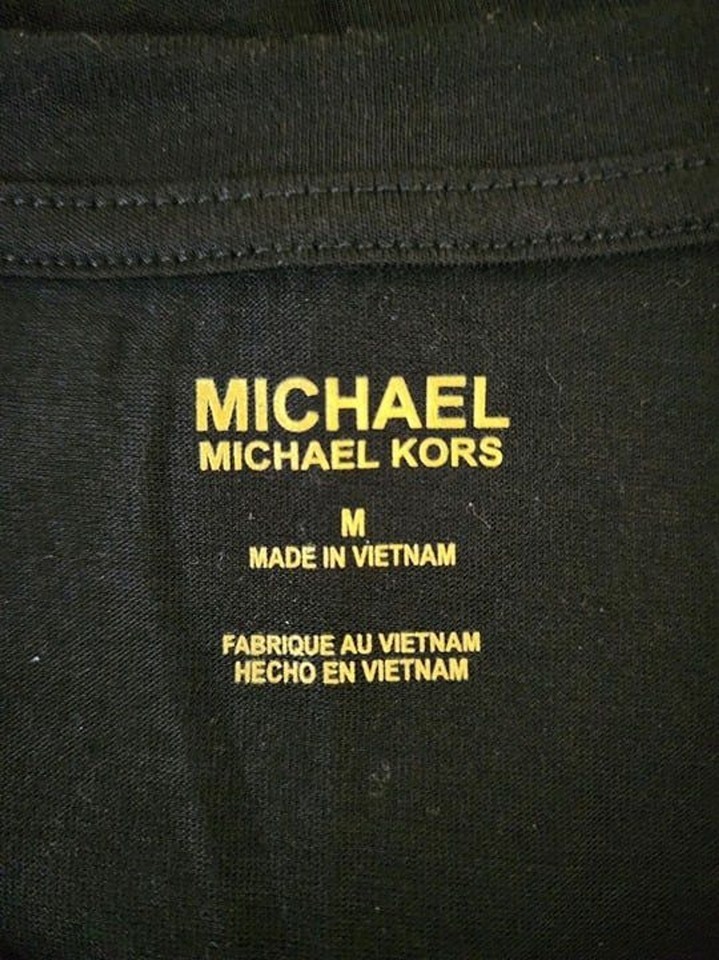 MICHAEL
MICHAEL KORS
M
MADE IN VIETNAM
FABRIQUE AU VIETNAM
HECHO EN VIETNAM